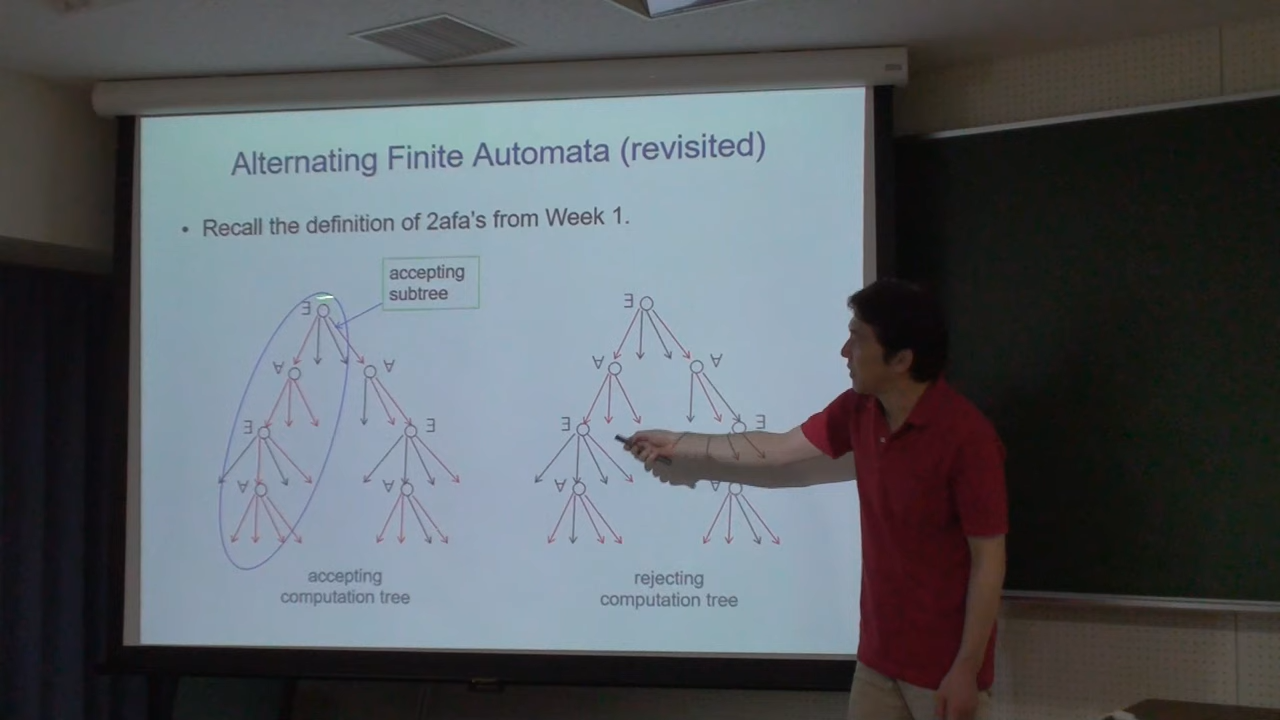 Alternating Finite Automata (revisited)
• Recall the definition of 2afa's from Week 1.
accepting
subtree
∃
∃
∀
∀
∀
∀
∃
∃
∃
∃
∀
∀
∀
∀
accepting
computation tree
rejecting
computation tree